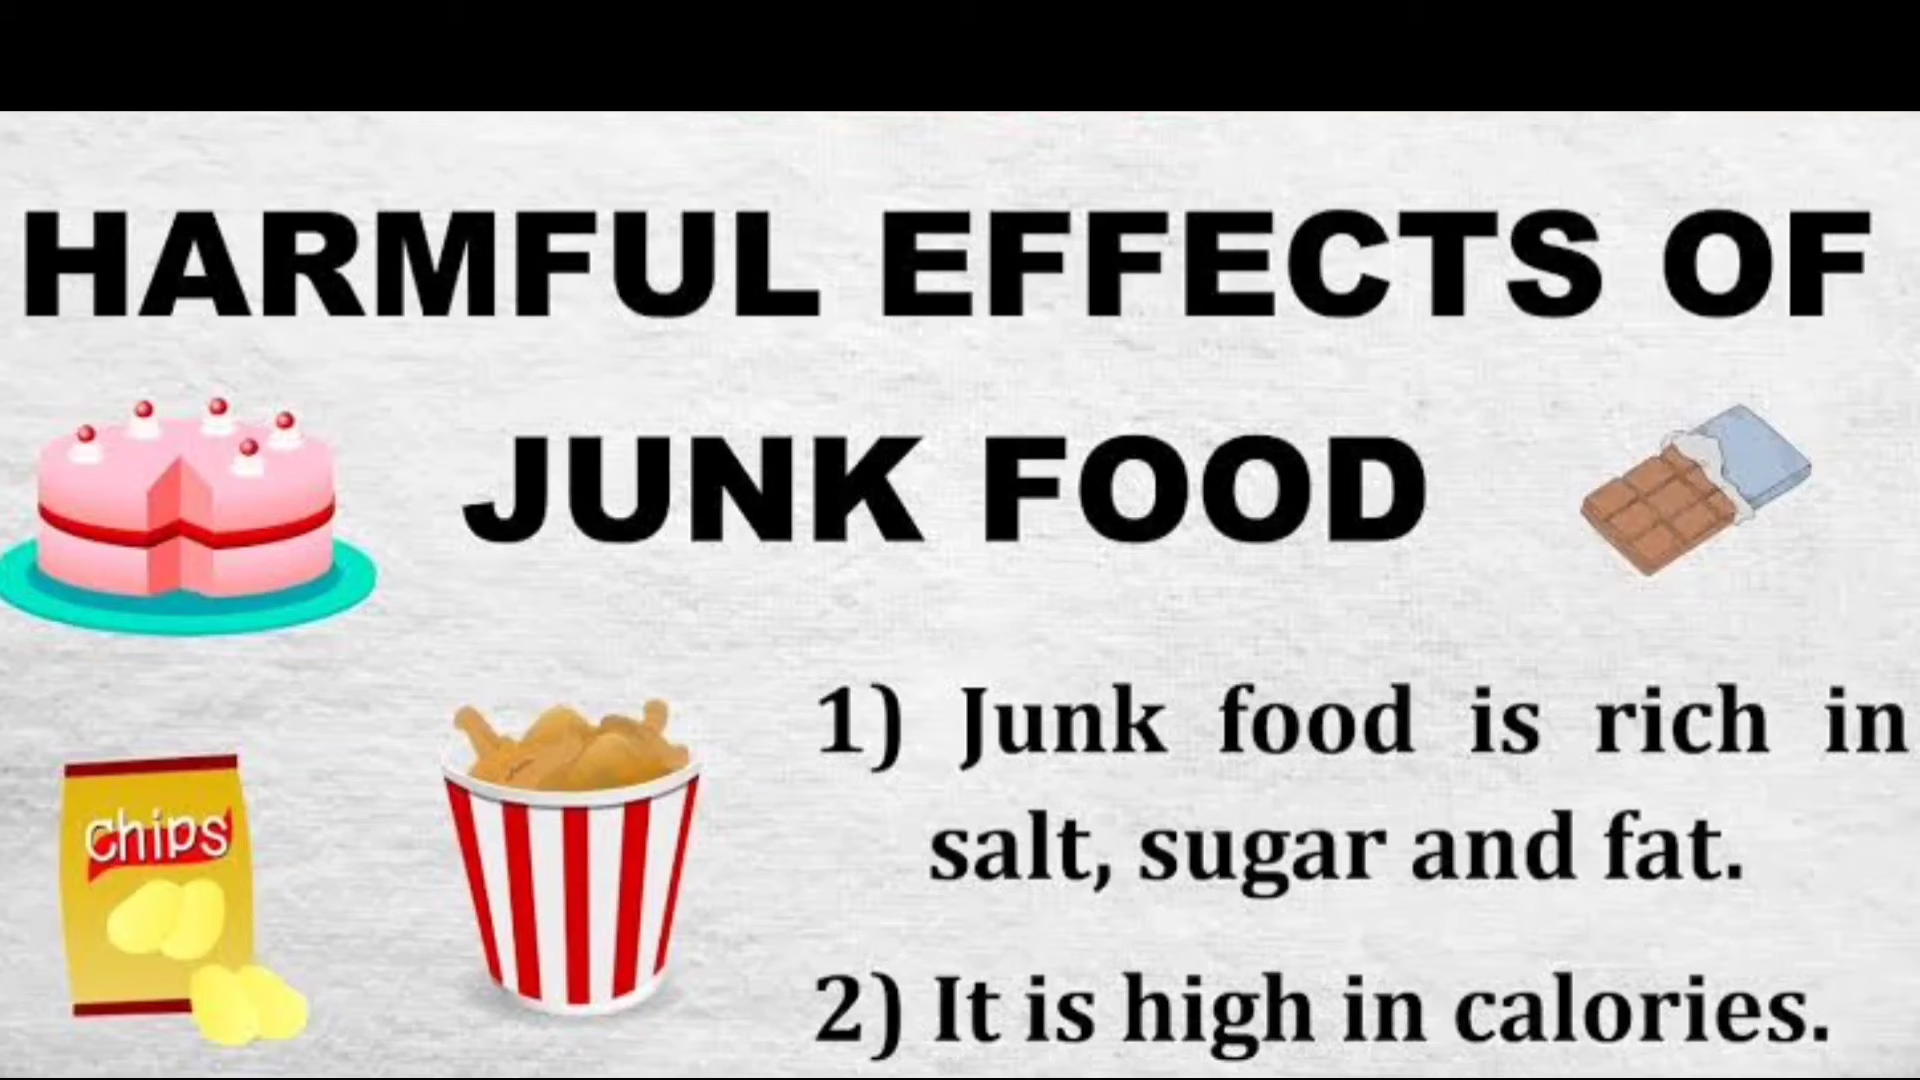 HARMFUL EFFECTS OF
JUNK FOOD
Chips
1) Junk food is rich in
salt, sugar and fat.
2) It is high in calories.